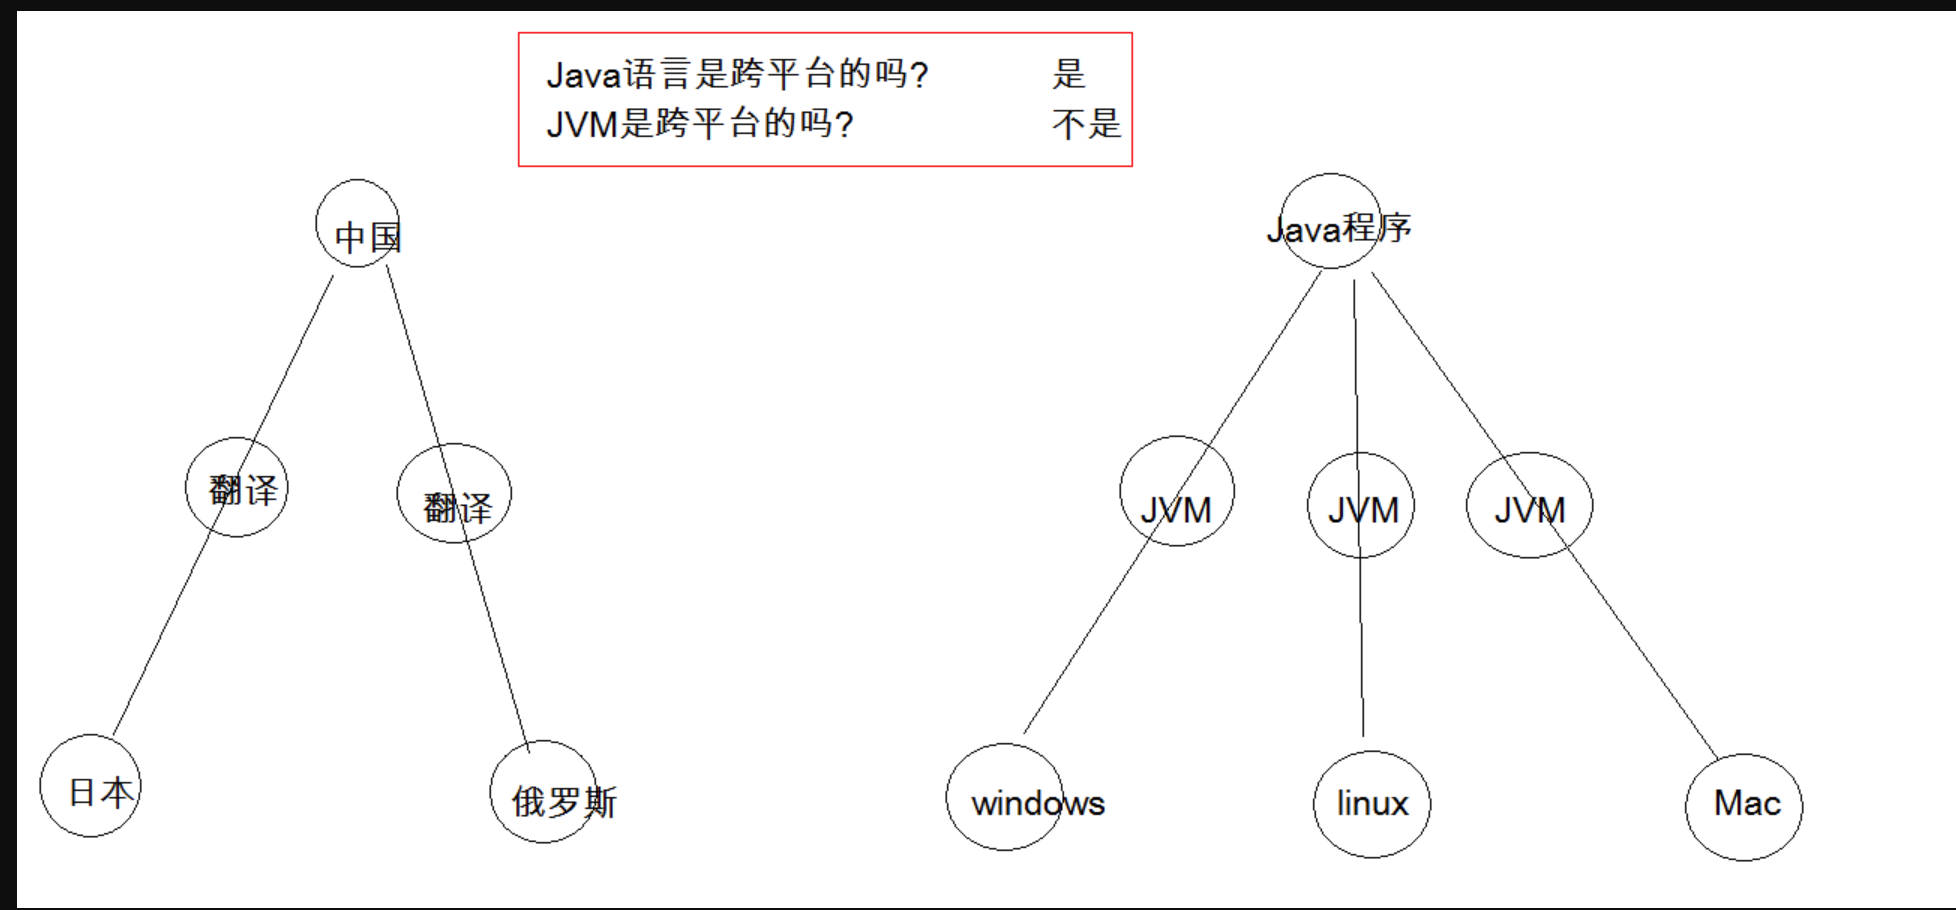 Java语言是跨平台的吗? 是
JVM是跨平台的吗? 不是
中国
翻译
翻译
日本
俄罗斯
Java程序
JVM
JVM
JVM
windows
linux
Mac